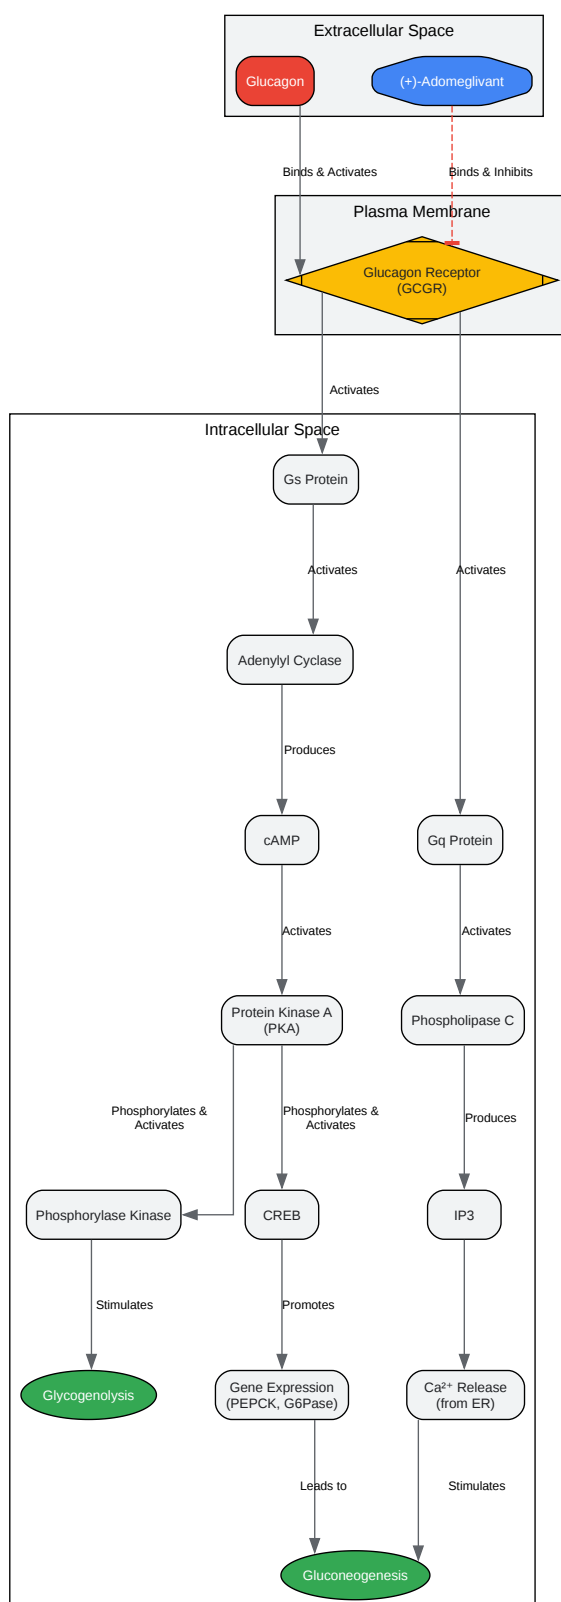 Extracellular Space
Glucagon
(+)-Adomeglivant
Binds & Activates
Binds & Inhibits
Plasma Membrane
Glucagon Receptor
(GCGR)
Activates
Intracellular Space
Gs Protein
Activates
Activates
Adenylyl Cyclase
Produces
cAMP
Gq Protein
Activates
Activates
Protein Kinase A
(PKA)
Phospholipase C
Phosphorylates &
Activates
Phosphorylates &
Activates
Produces
Phosphorylase Kinase
CREB
IP3
Stimulates
Promotes
Glycogenolysis
Gene Expression
(PEPCK, G6Pase)
Ca²⁺ Release
(from ER)
Leads to
Stimulates
Gluconeogenesis